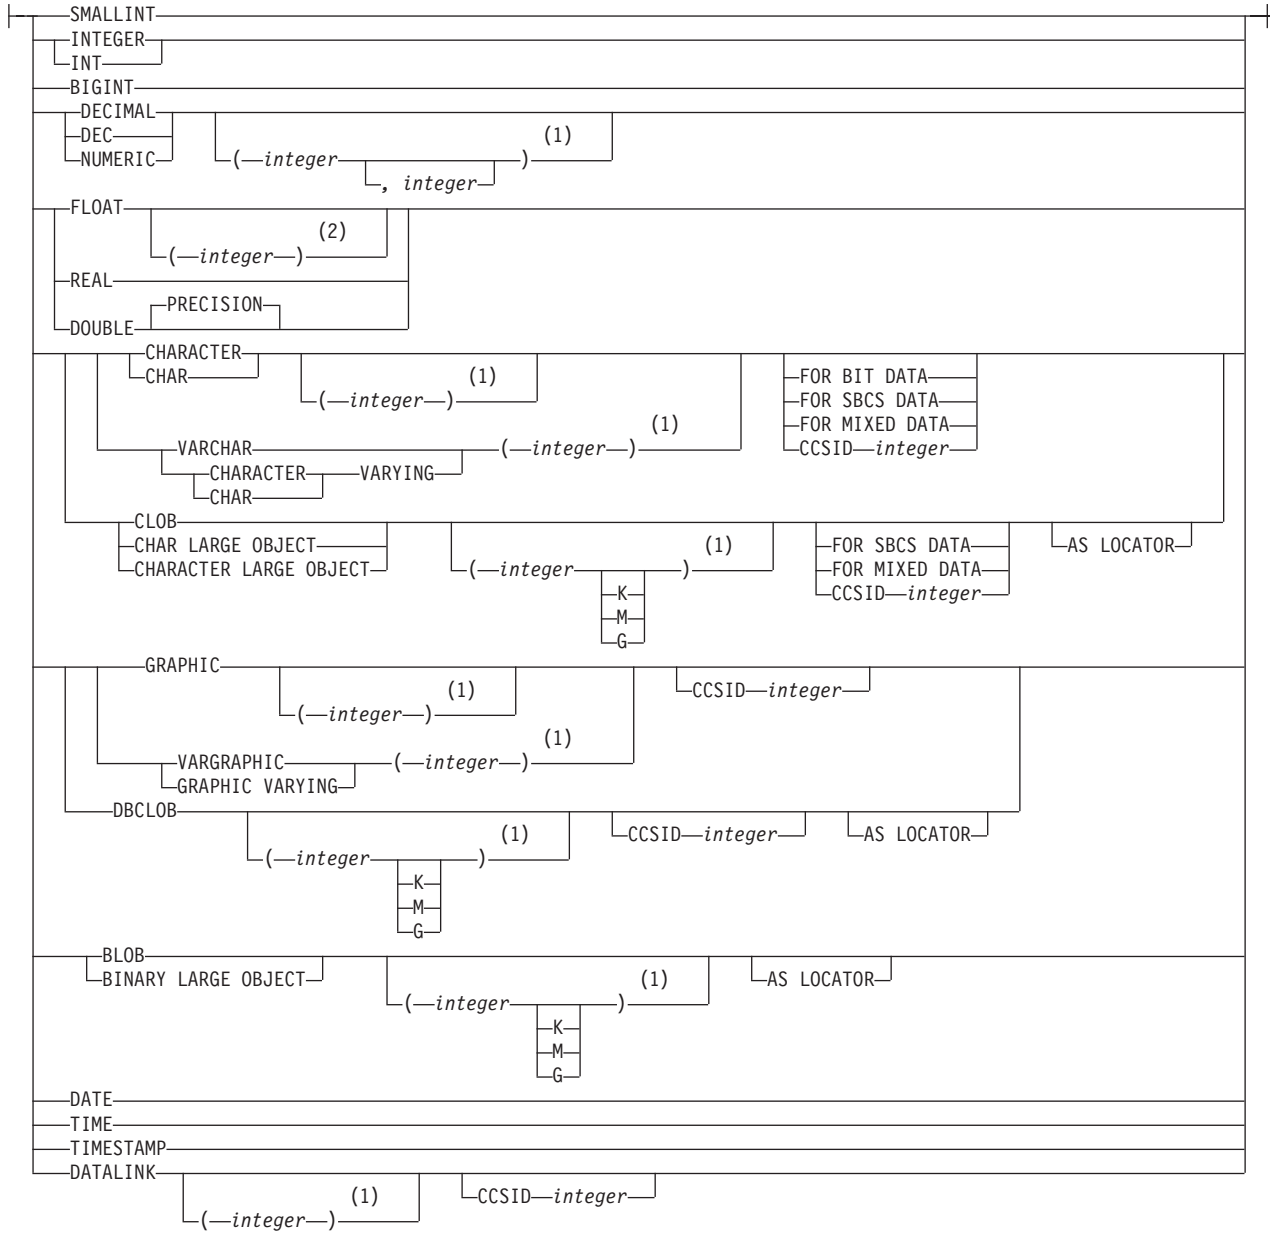 SMALLINT
INTEGER
INT
BIGINT
DECIMAL
DEC (1)
NUMERIC ( integer )
, integer
FLOAT
(2)
( integer )
REAL
PRECISION
DOUBLE
CHARACTER
CHAR (1) FOR BIT DATA
( integer ) FOR SBCS DATA
(1) FOR MIXED DATA
VARCHAR ( integer ) CCSID integer
CHARACTER VARYING
CHAR
CLOB
CHAR LARGE OBJECT (1) FOR SBCS DATA AS LOCATOR
CHARACTER LARGE OBJECT ( integer ) FOR MIXED DATA
K CCSID integer
M
G
GRAPHIC
(1) CCSID integer
( integer )
(1)
VARGRAPHIC ( integer )
GRAPHIC VARYING
DBCLOB
(1) CCSID integer AS LOCATOR
( integer )
K
M
G
BLOB
BINARY LARGE OBJECT (1) AS LOCATOR
( integer )
K
M
G
DATE
TIME
TIMESTAMP
DATALINK
(1) CCSID integer
( integer )